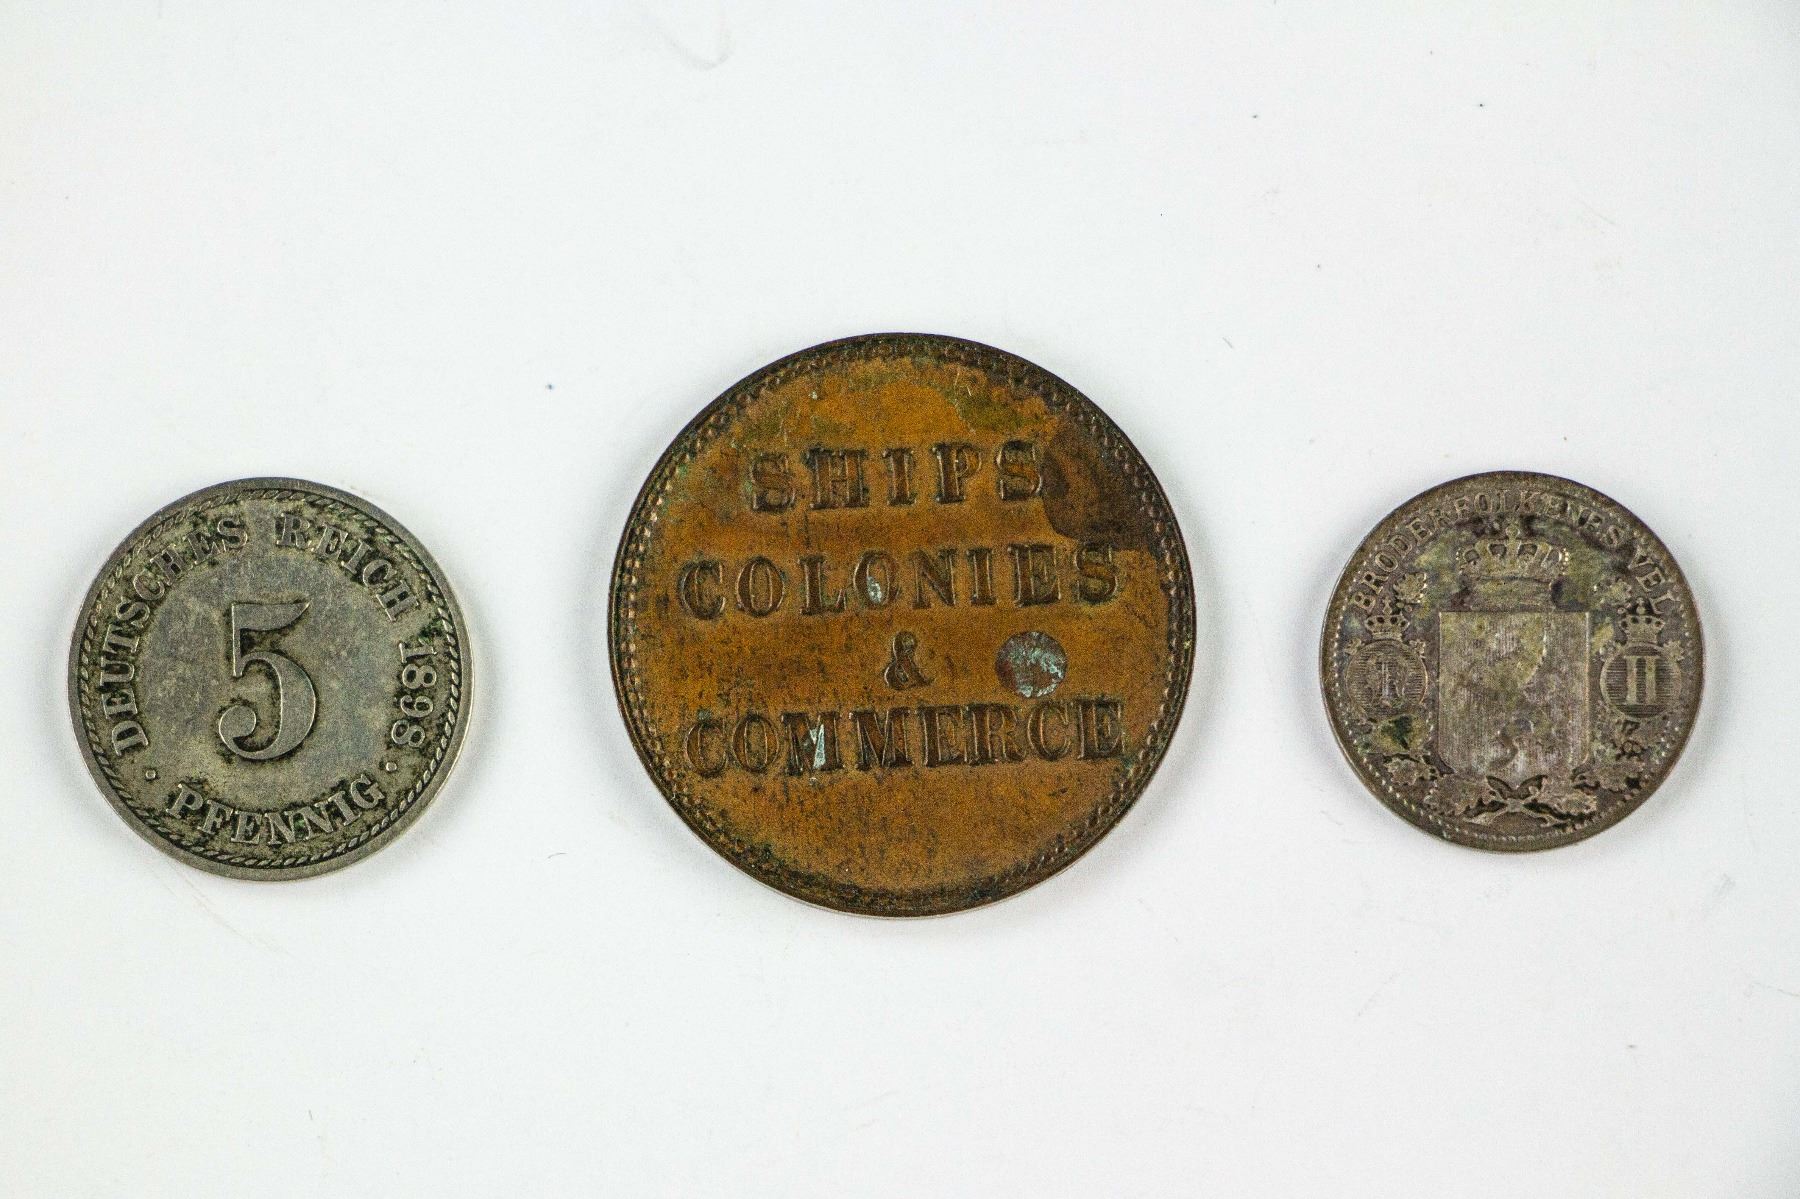 DEUTSCHES REICH 1898
5
PFENNIG
SHIPS
COLONIES
&
COMMERCE
BRODERFOLKENES VEL
II